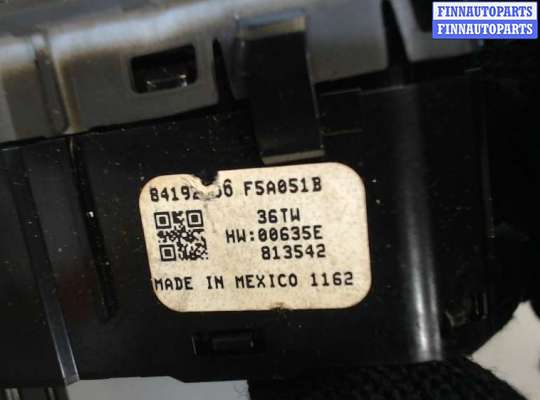 FINNAUTOPARTS
FINNAUTOPARTS
F5A051B
36TW
HW:00635E
813542
MADE IN MEXICO 1162